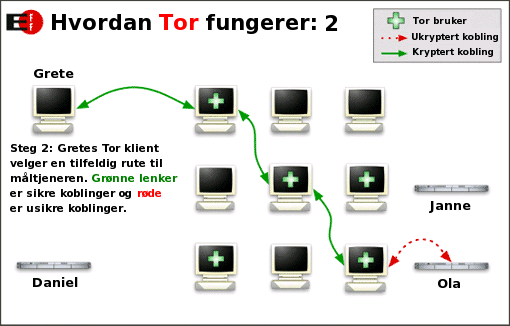 E
f
f
Hvordan Tor fungerer: 2
Tor bruker
Ukryptert kobling
Kryptert kobling
Grete
Steg 2: Gretes Tor klient
velger en tilfeldig rute til
måltjeneren. Grønne lenker
er sikre koblinger og røde
er usikre koblinger.
Janne
Daniel
Ola